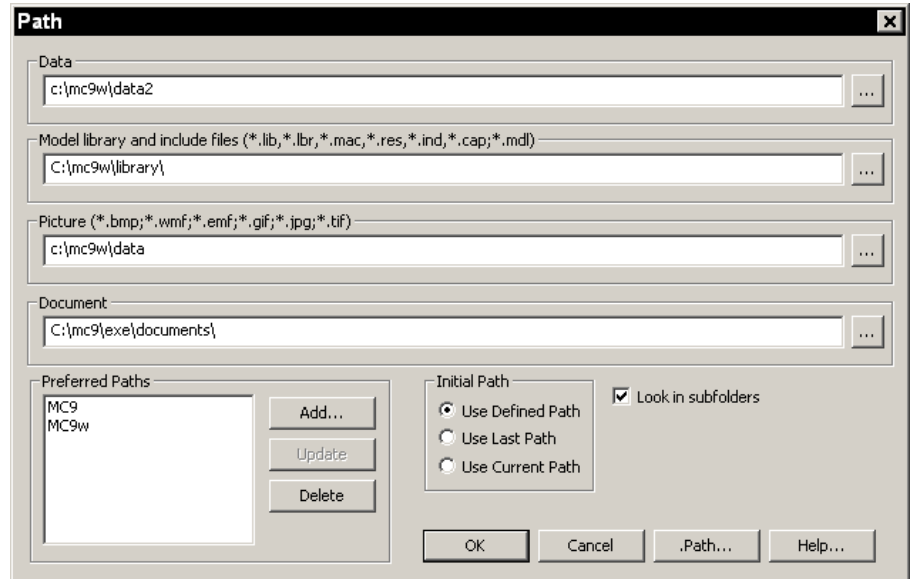 Path
Data
c:\mc9w\data2
...
Model library and include files (*.lib,*.lbr,*.mac,*.res,*.ind,*.cap;*.mdl)
C:\mc9w\library\
...
Picture (*.bmp;*.wmf;*.emf;*.gif;*.jpg;*.tif)
c:\mc9w\data
...
Document
C:\mc9\exe\documents\
...
Preferred Paths
MC9
MC9w
Add...
Update
Delete
Initial Path
Use Defined Path
Use Last Path
Use Current Path
Look in subfolders
OK
Cancel
.Path...
Help...